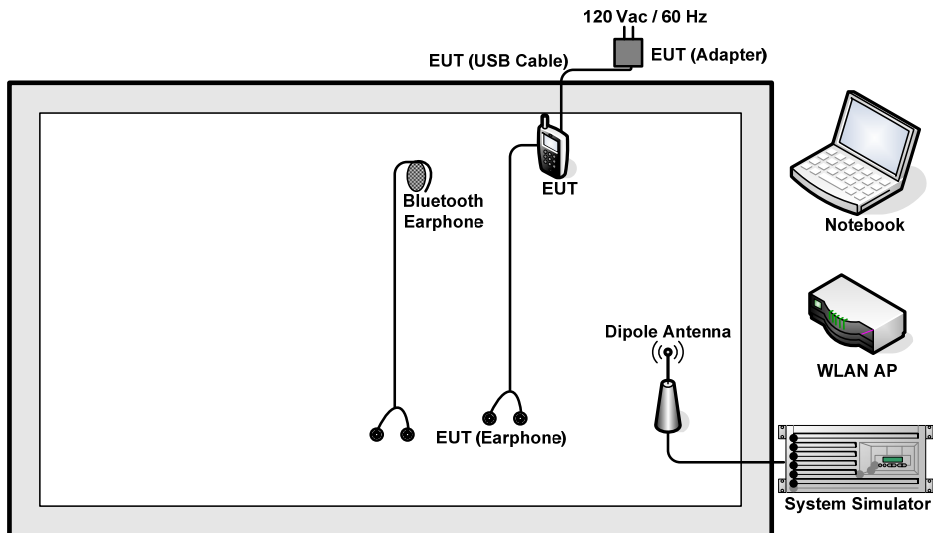 120 Vac / 60 Hz
EUT (USB Cable)
EUT (Adapter)
EUT
Bluetooth
Earphone
Notebook
Dipole Antenna
WLAN AP
EUT (Earphone)
System Simulator